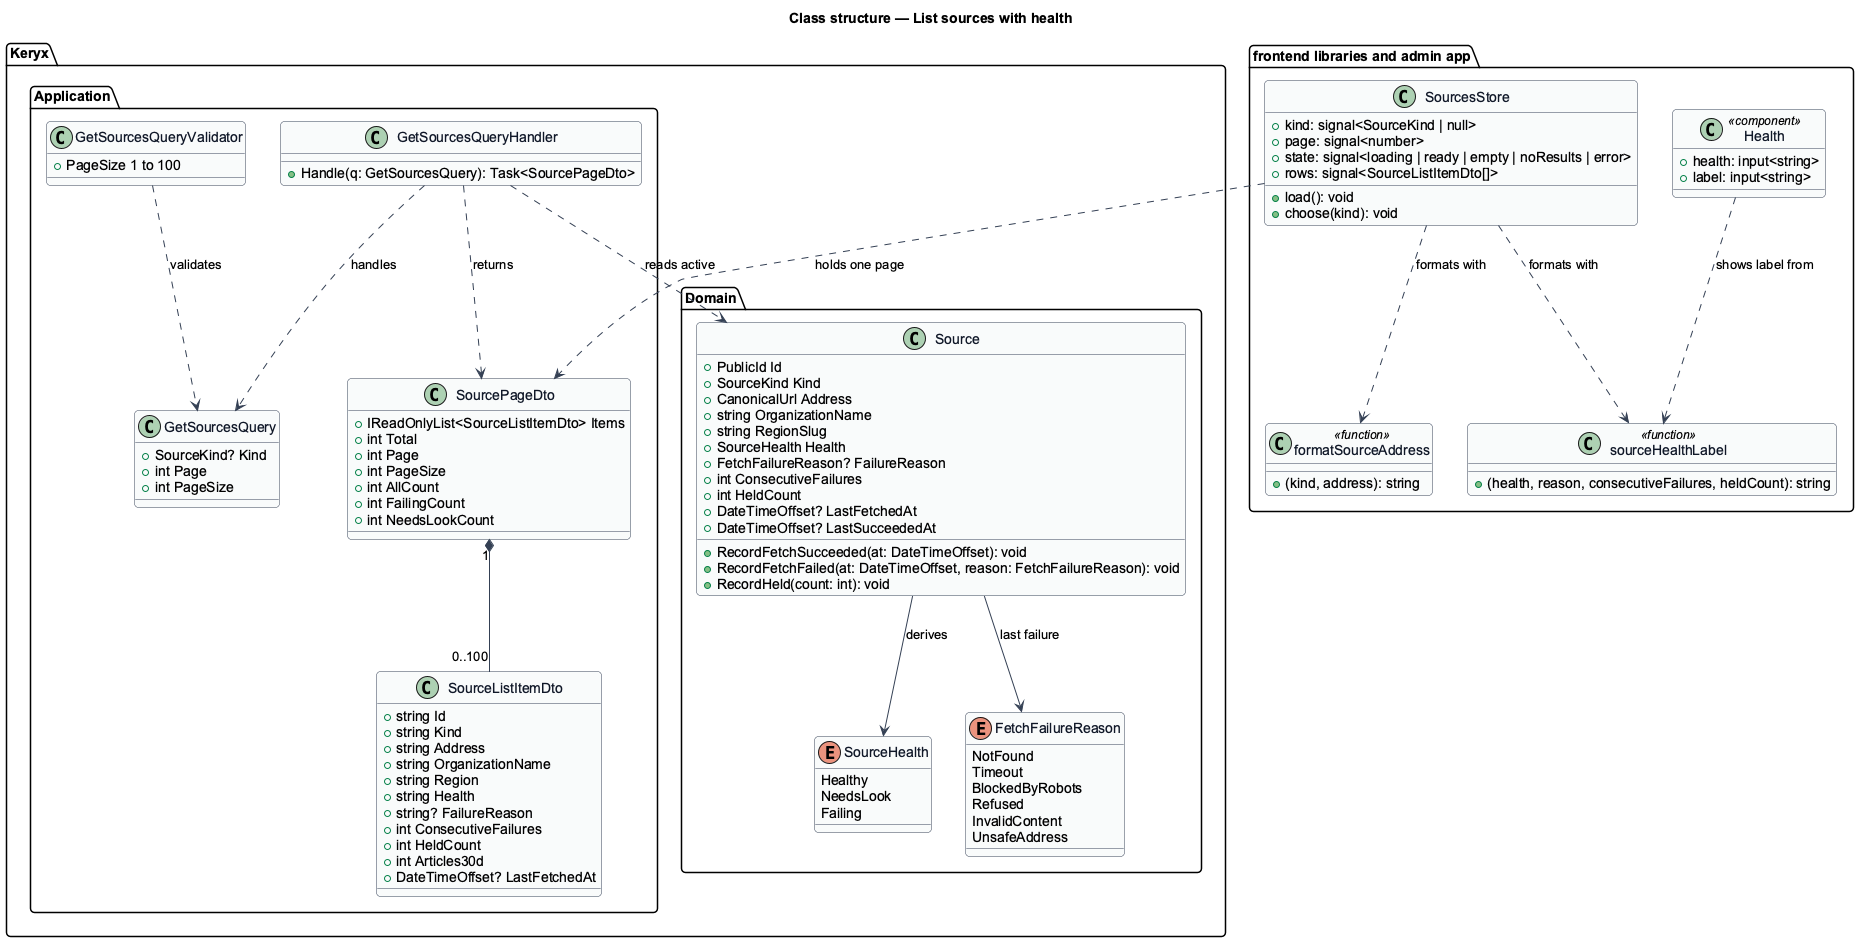 Class structure — List sources with health
Keryx
Application
C GetSourcesQueryValidator
PageSize 1 to 100
C GetSourcesQueryHandler
Handle(q: GetSourcesQuery): Task<SourcePageDto>
validates
handles
returns
reads active
holds one page
C GetSourcesQuery
SourceKind? Kind
int Page
int PageSize
C SourcePageDto
IReadOnlyList<SourceListItemDto> Items
int Total
int Page
int PageSize
int AllCount
int FailingCount
int NeedsLookCount
1
0..100
C SourceListItemDto
string Id
string Kind
string Address
string OrganizationName
string Region
string Health
string? FailureReason
int ConsecutiveFailures
int HeldCount
int Articles30d
DateTimeOffset? LastFetchedAt
Domain
C Source
PublicId Id
SourceKind Kind
CanonicalUrl Address
string OrganizationName
string RegionSlug
SourceHealth Health
FetchFailureReason? FailureReason
int ConsecutiveFailures
int HeldCount
DateTimeOffset? LastFetchedAt
DateTimeOffset? LastSucceededAt
RecordFetchSucceeded(at: DateTimeOffset): void
RecordFetchFailed(at: DateTimeOffset, reason: FetchFailureReason): void
RecordHeld(count: int): void
derives
last failure
E SourceHealth
Healthy
NeedsLook
Failing
E FetchFailureReason
NotFound
Timeout
BlockedByRobots
Refused
InvalidContent
UnsafeAddress
frontend libraries and admin app
C SourcesStore
kind: signal<SourceKind | null>
page: signal<number>
state: signal<loading | ready | empty | noResults | error>
rows: signal<SourceListItemDto[]>
load(): void
choose(kind): void
«component»
C Health
health: input<string>
label: input<string>
formats with
formats with
shows label from
«function»
C formatSourceAddress
(kind, address): string
«function»
C sourceHealthLabel
(health, reason, consecutiveFailures, heldCount): string